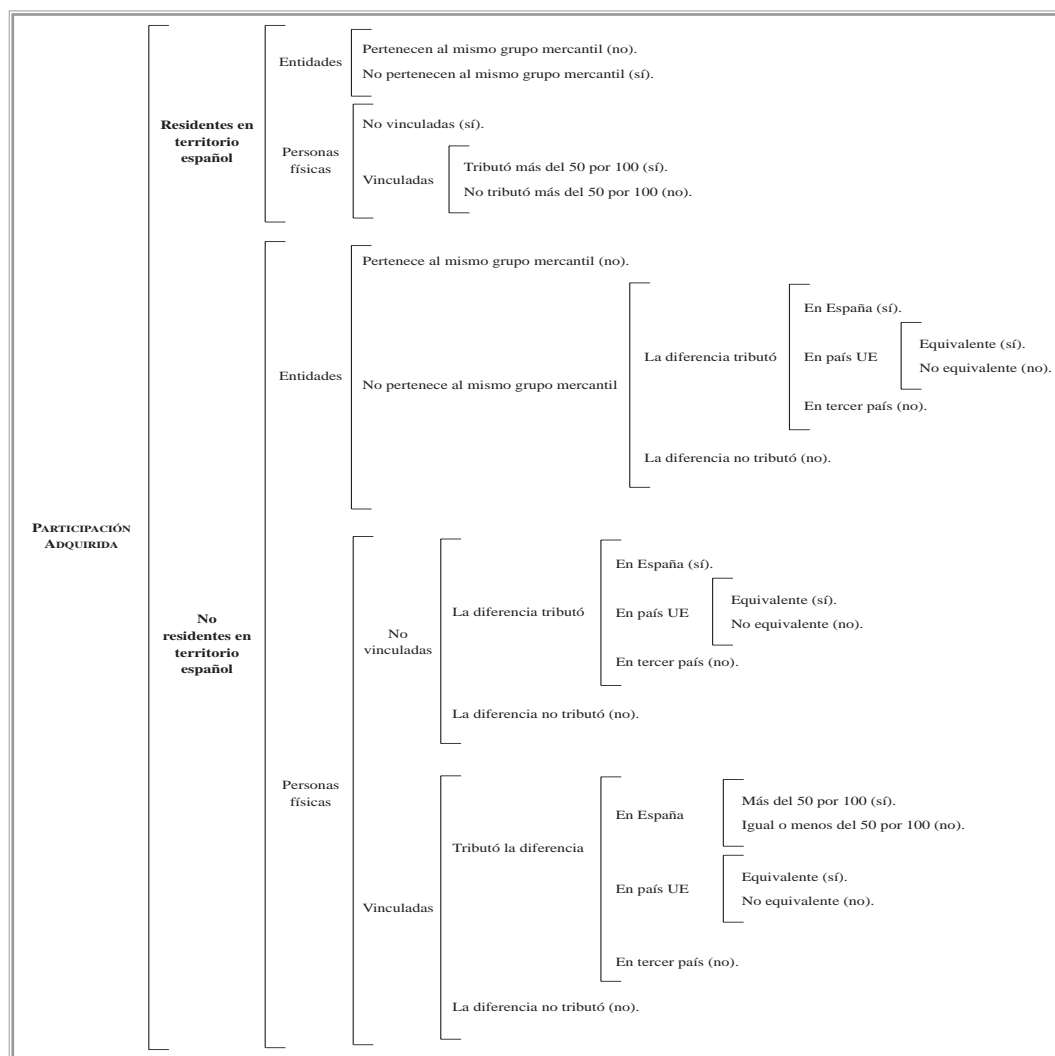 PARTICIPACIÓN
ADQUIRIDA
Residentes en
territorio
español
Entidades
Pertenecen al mismo grupo mercantil (no).
No pertenecen al mismo grupo mercantil (sí).
Personas
físicas
No vinculadas (sí).
Vinculadas
Tributó más del 50 por 100 (sí).
No tributó más del 50 por 100 (no).
No
residentes en
territorio
español
Entidades
Pertenece al mismo grupo mercantil (no).
No pertenece al mismo grupo mercantil
La diferencia tributó
En España (sí).
En país UE
Equivalente (sí).
No equivalente (no).
En tercer país (no).
La diferencia no tributó (no).
Personas
físicas
No
vinculadas
La diferencia tributó
En España (sí).
En país UE
Equivalente (sí).
No equivalente (no).
En tercer país (no).
La diferencia no tributó (no).
Vinculadas
Tributó la diferencia
En España
Más del 50 por 100 (sí).
Igual o menos del 50 por 100 (no).
En país UE
Equivalente (sí).
No equivalente (no).
En tercer país (no).
La diferencia no tributó (no).